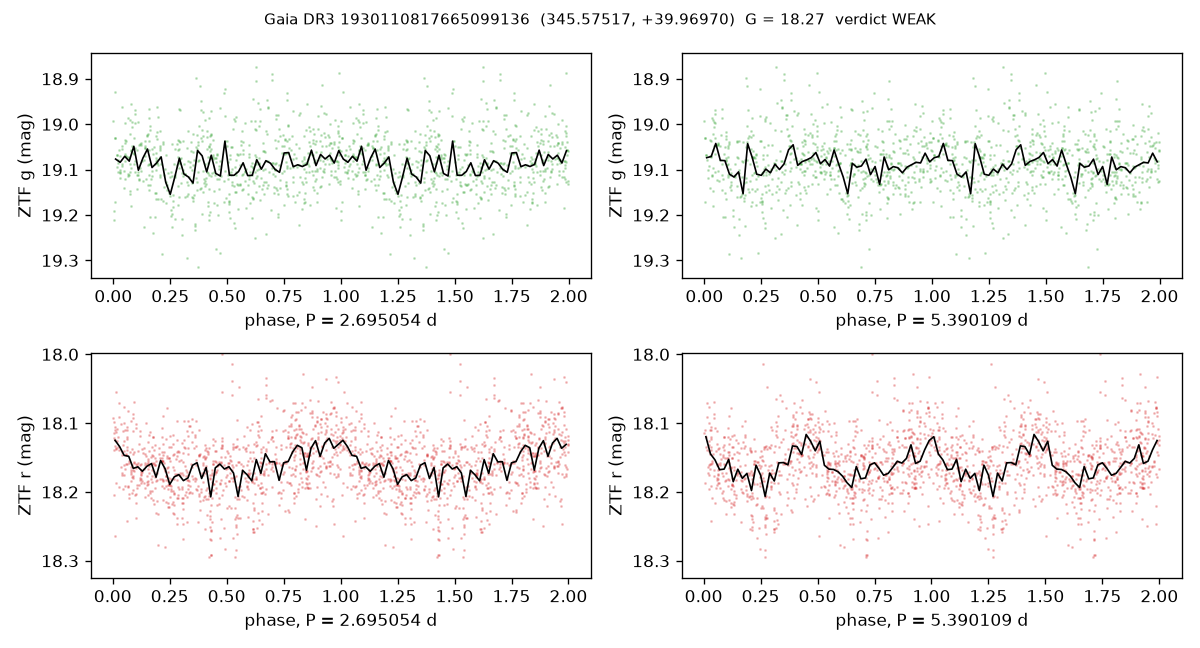 Gaia DR3 1930110817665099136  (345.57517, +39.96970)  G = 18.27  verdict WEAK
ZTF g (mag)
18.9
19.0
19.1
19.2
19.3
0.00 0.25 0.50 0.75 1.00 1.25 1.50 1.75 2.00
phase, P = 2.695054 d
ZTF g (mag)
18.9
19.0
19.1
19.2
19.3
0.00 0.25 0.50 0.75 1.00 1.25 1.50 1.75 2.00
phase, P = 5.390109 d
ZTF r (mag)
18.0
18.1
18.2
18.3
0.00 0.25 0.50 0.75 1.00 1.25 1.50 1.75 2.00
phase, P = 2.695054 d
ZTF r (mag)
18.0
18.1
18.2
18.3
0.00 0.25 0.50 0.75 1.00 1.25 1.50 1.75 2.00
phase, P = 5.390109 d